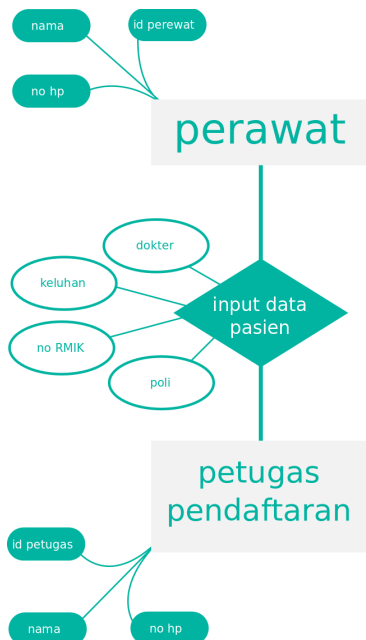 nama
id perewat
no hp
perawat
dokter
keluhan
input data
pasien
no RMIK
poli
petugas
pendaftaran
id petugas
nama
no hp